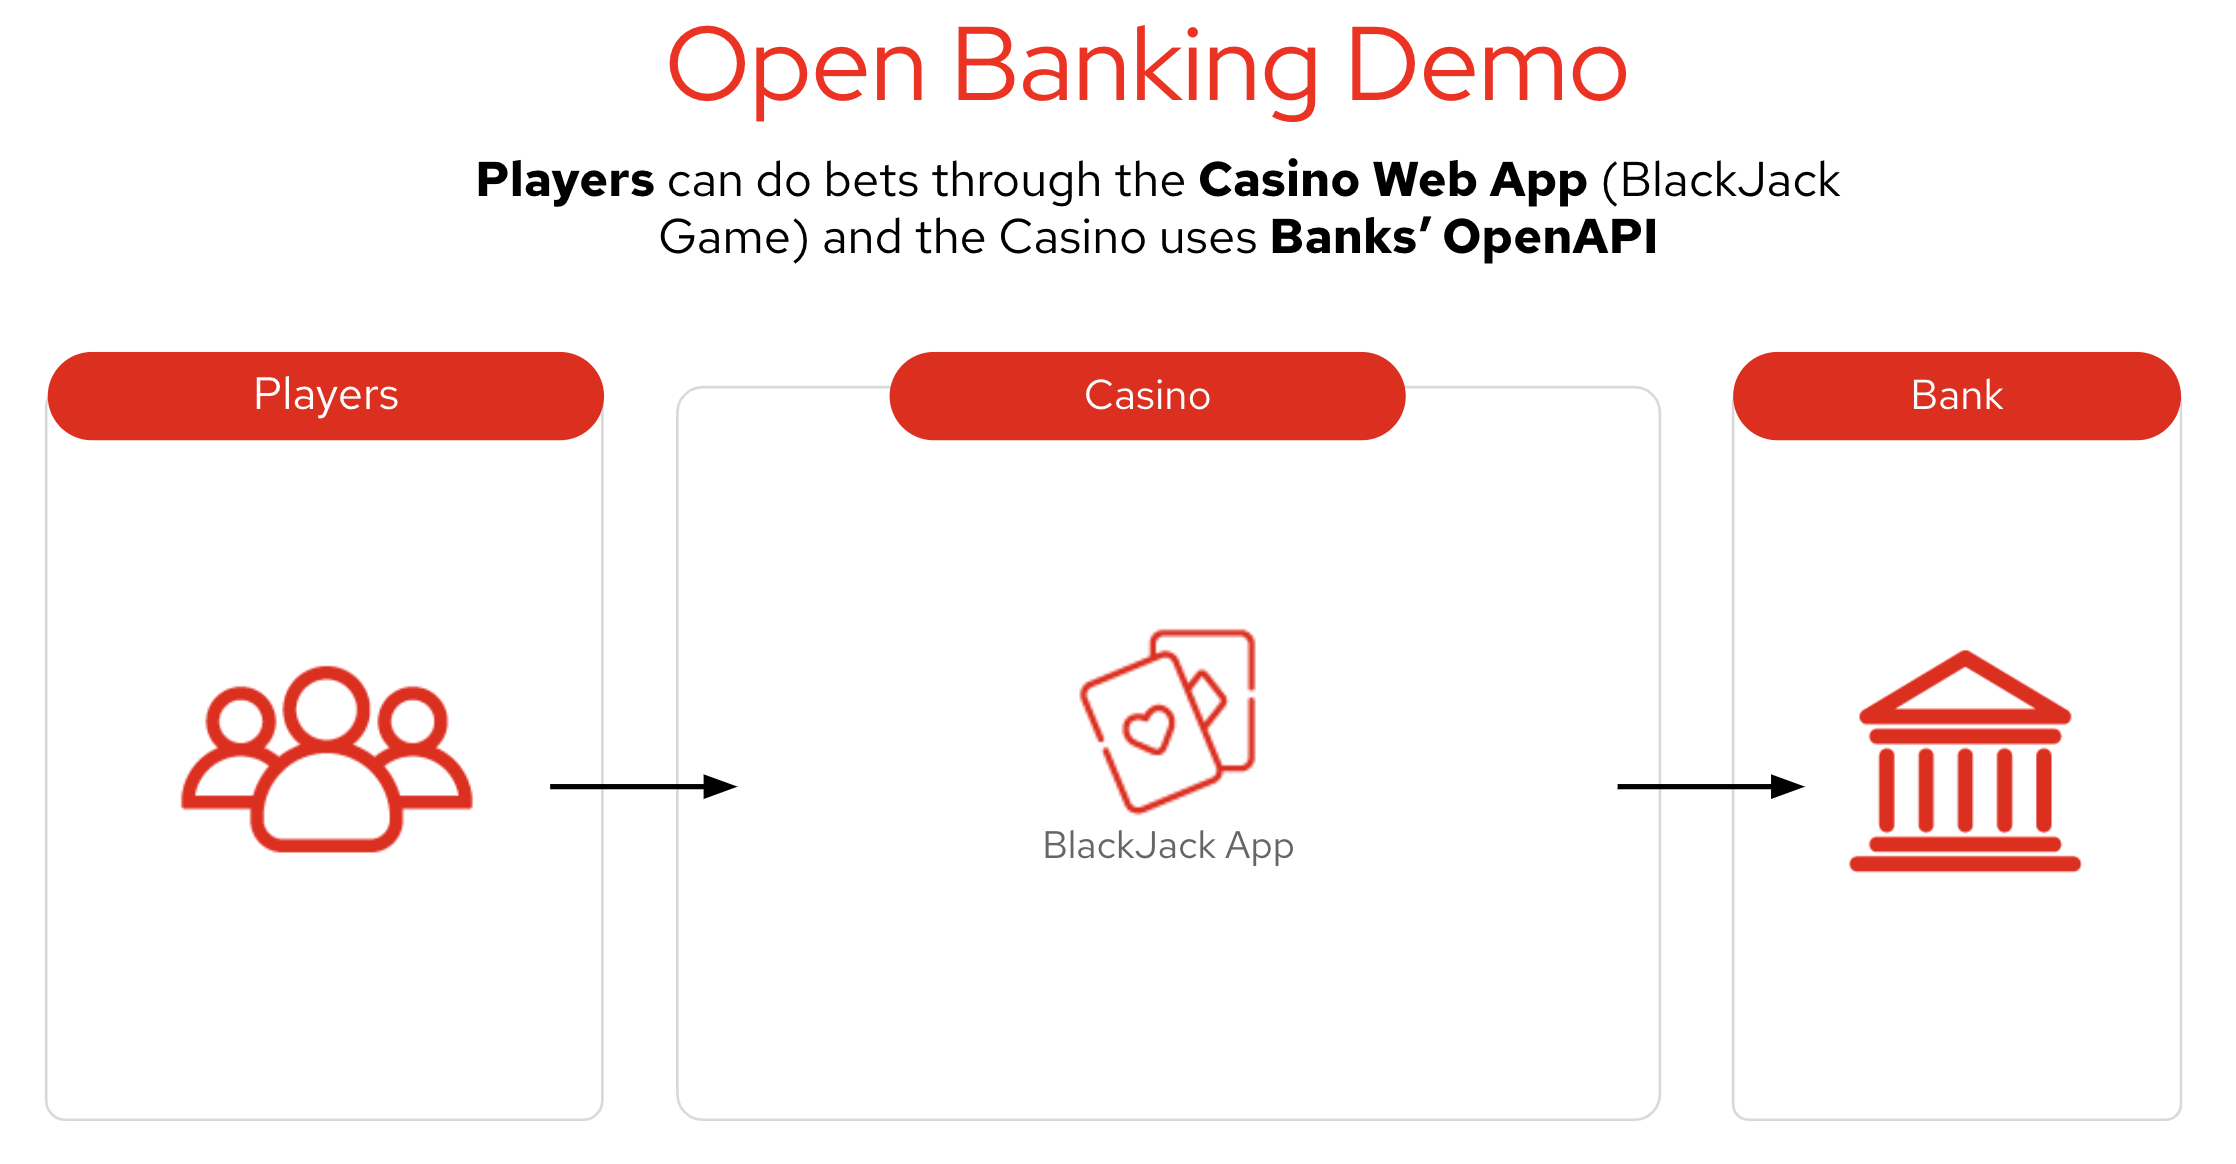 Open Banking Demo
Players can do bets through the Casino Web App (BlackJack
Game) and the Casino uses Banks’ OpenAPI
Players
Casino
Bank
BlackJack App